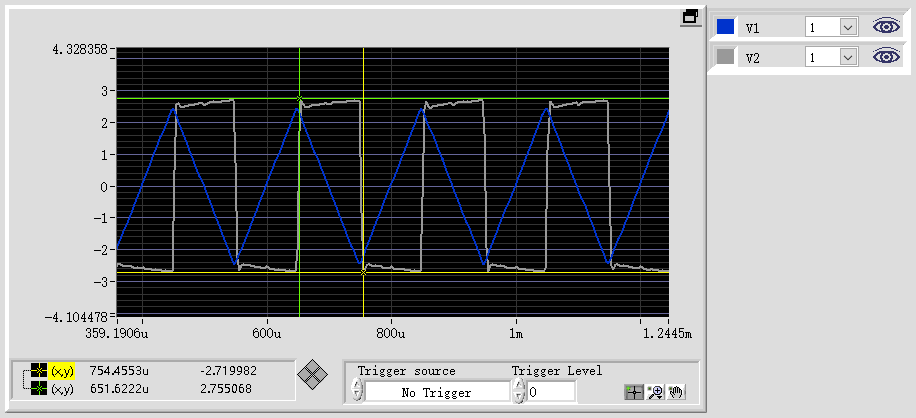 V1 1
V2 1
4.328358
3
2
1
0
-1
-2
-3
-4.104478
359.1906u 600u 800u 1m 1.2445m
(x,y) 754.4553u -2.719982
(x,y) 651.6222u 2.755068
Trigger source Trigger Level
No Trigger 0